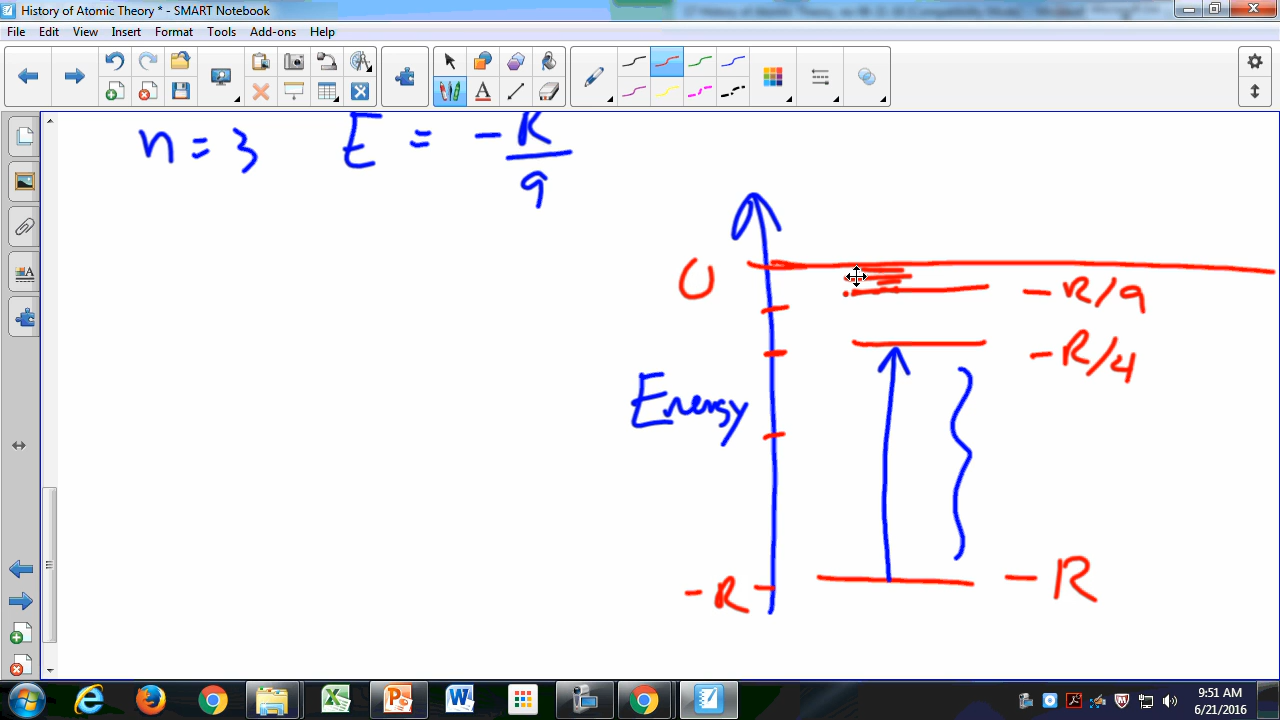 History of Atomic Theory * - SMART Notebook
File Edit View Insert Format Tools Add-ons Help
n = 3 E = -R/9
0
-R/9
-R/4
Energy
-R
-R
9:51 AM
6/21/2016